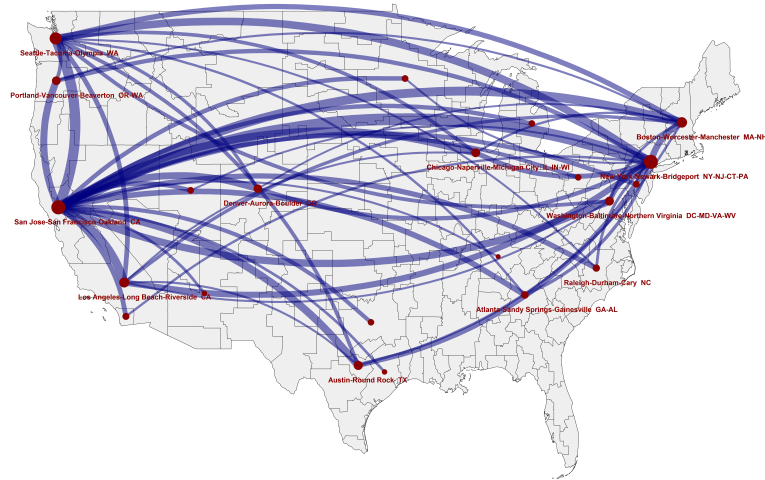 Seattle-Tacoma-Olympia WA
Portland-Vancouver-Beaverton OR-WA
Boston-Worcester-Manchester MA-NH
Chicago-Naperville-Michigan City IL-IN-WI
New York-Newark-Bridgeport NY-NJ-CT-PA
Denver-Aurora-Boulder CO
Washington-Baltimore-Northern Virginia DC-MD-VA-WV
San Jose-San Francisco-Oakland CA
Raleigh-Durham-Cary NC
Los Angeles-Long Beach-Riverside CA
Atlanta-Sandy Springs-Gainesville GA-AL
Austin-Round Rock TX